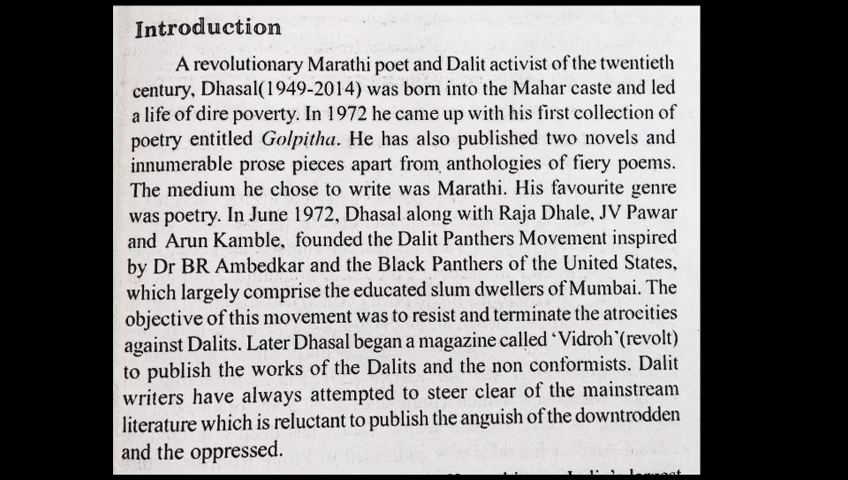 Introduction
A revolutionary Marathi poet and Dalit activist of the twentieth
century, Dhasal(1949-2014) was born into the Mahar caste and led
a life of dire poverty. In 1972 he came up with his first collection of
poetry entitled Golpitha. He has also published two novels and
innumerable prose pieces apart from anthologies of fiery poems.
The medium he chose to write was Marathi. His favourite genre
was poetry. In June 1972, Dhasal along with Raja Dhale, JV Pawar
and Arun Kamble, founded the Dalit Panthers Movement inspired
by Dr BR Ambedkar and the Black Panthers of the United States,
which largely comprise the educated slum dwellers of Mumbai. The
objective of this movement was to resist and terminate the atrocities
against Dalits. Later Dhasal began a magazine called ‘Vidroh’(revolt)
to publish the works of the Dalits and the non conformists. Dalit
writers have always attempted to steer clear of the mainstream
literature which is reluctant to publish the anguish of the downtrodden
and the oppressed.